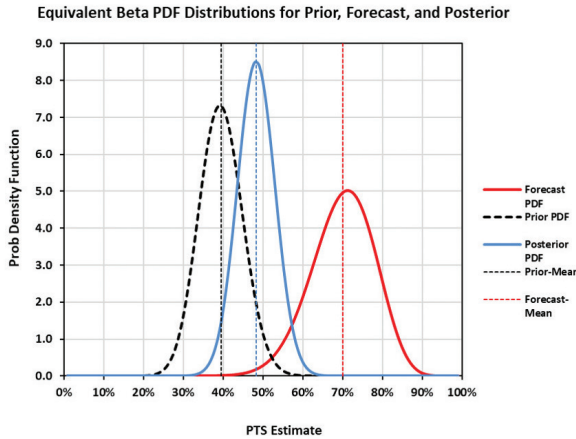 Equivalent Beta PDF Distributions for Prior, Forecast, and Posterior
9.0
8.0
7.0
6.0
5.0
4.0
3.0
2.0
1.0
0.0
Prob Density Function
0% 10% 20% 30% 40% 50% 60% 70% 80% 90% 100%
PTS Estimate
Forecast
PDF
Prior PDF
Posterior
PDF
Prior-Mean
Forecast-
Mean